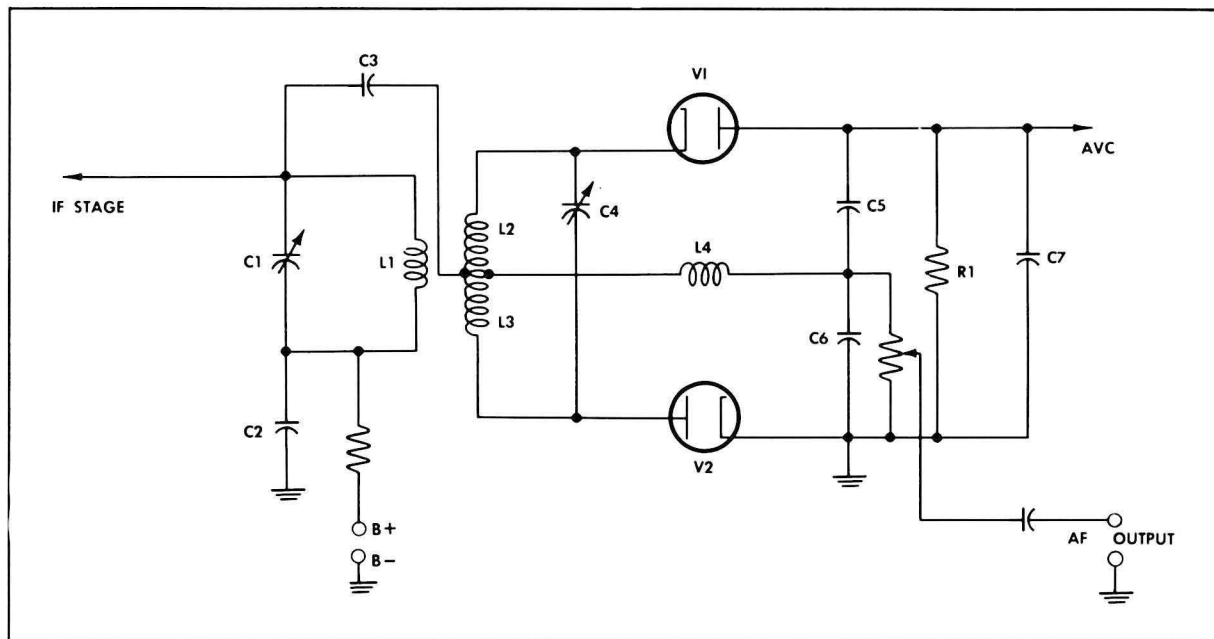 C3
V1
AVC
IF STAGE
C1
L1
L2
C4
L4
C5
R1
C7
L3
C6
C2
V2
B+
B−
AF OUTPUT